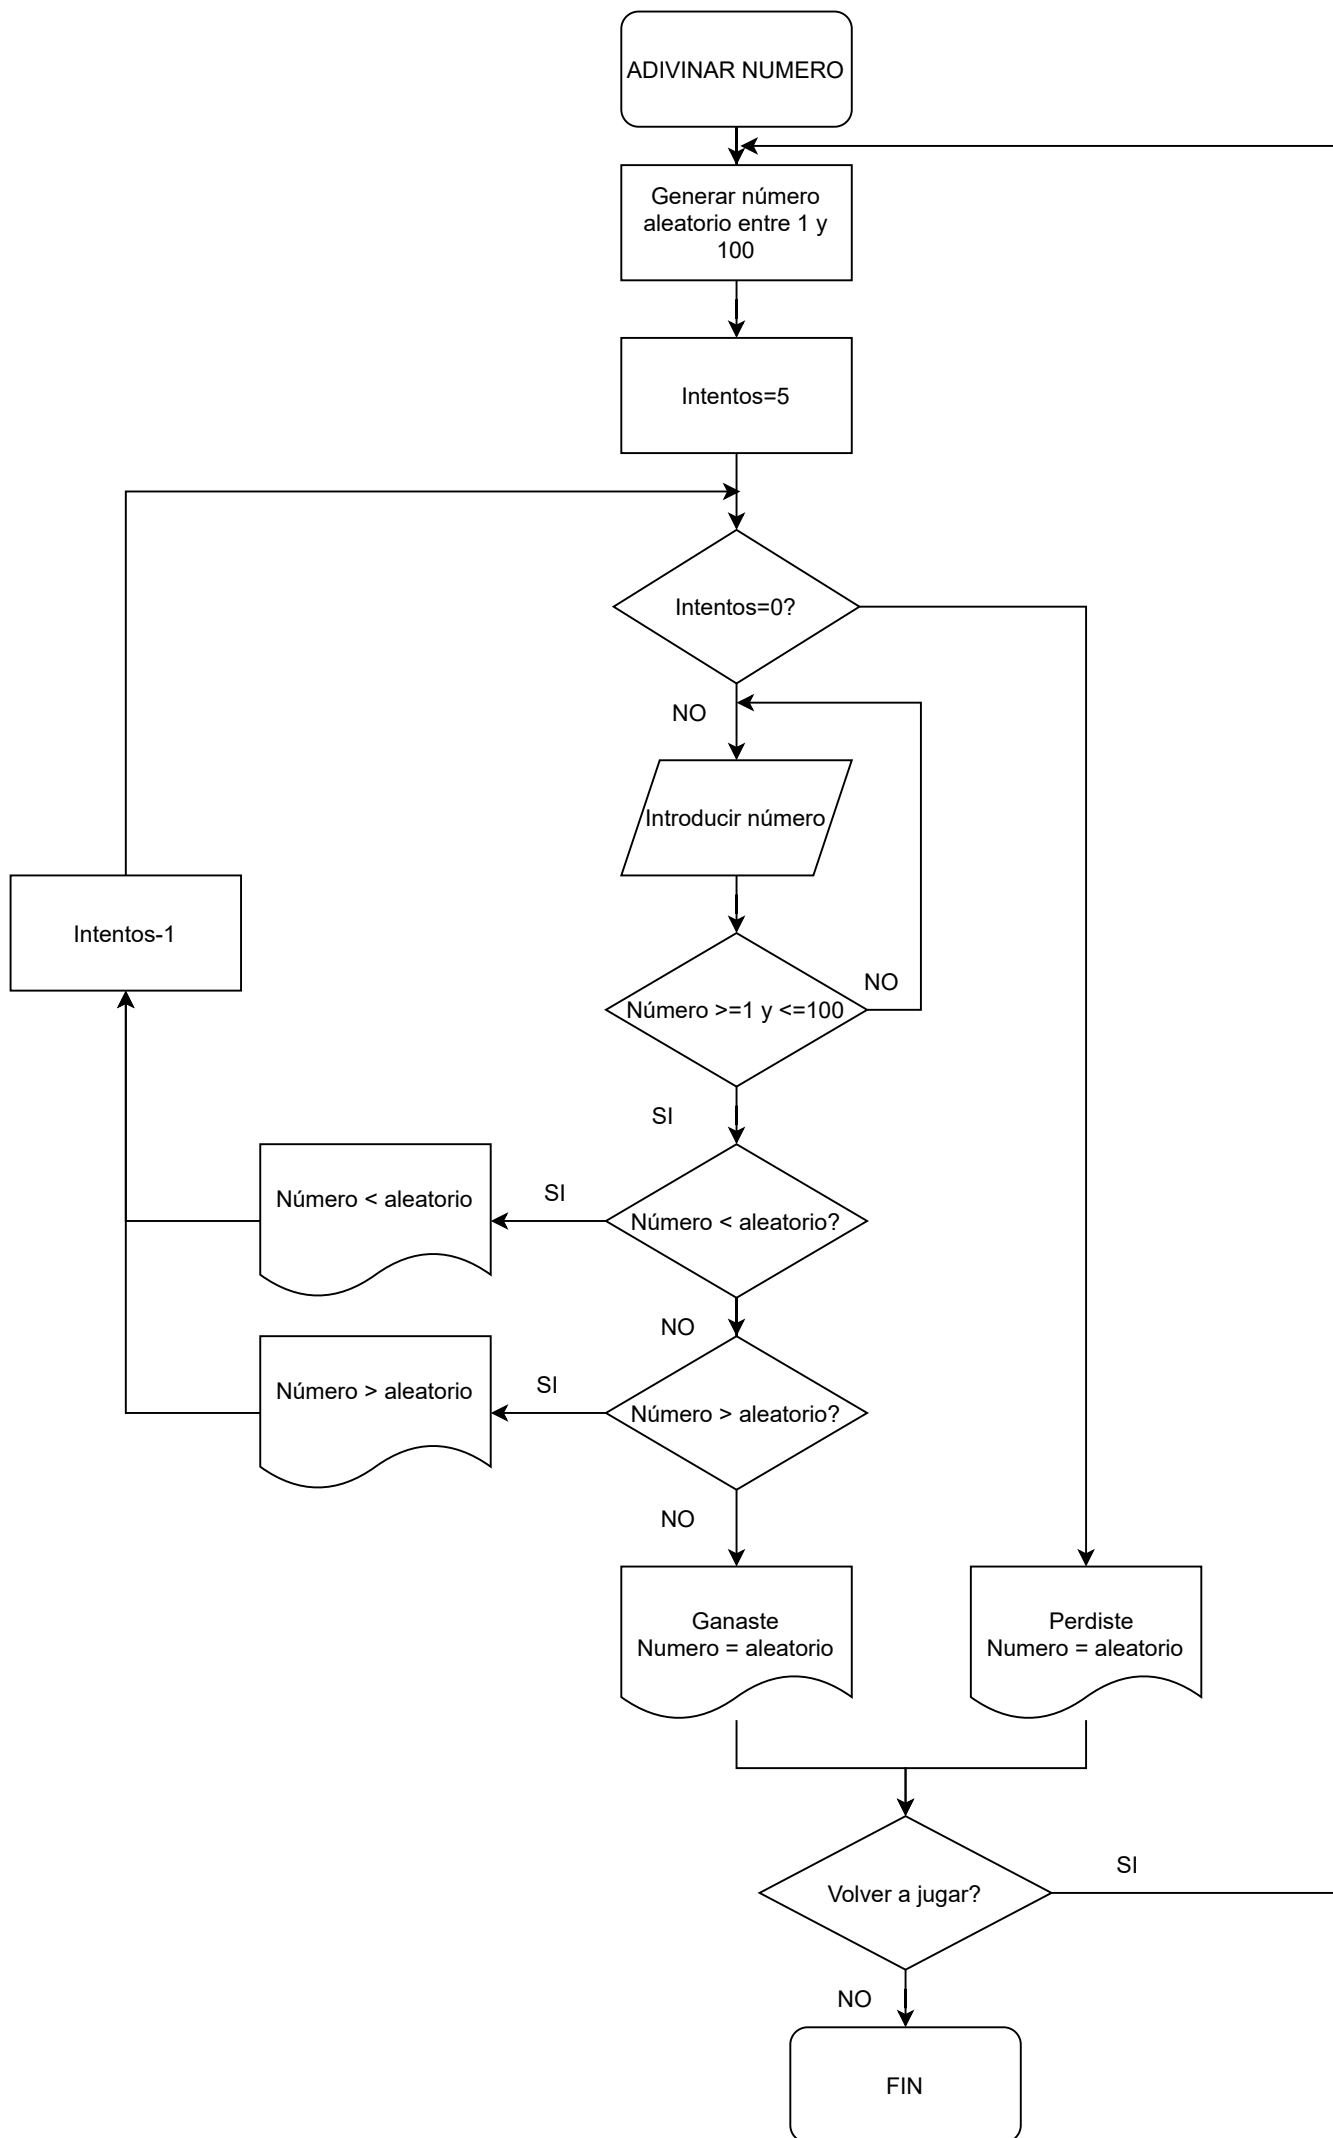 ADIVINAR NUMERO
Generar número
aleatorio entre 1 y
100
Intentos=5
Intentos=0?
NO
Introducir número
Intentos-1
NO
Número >=1 y <=100
SI
Número < aleatorio
SI
Número < aleatorio?
NO
Número > aleatorio
SI
Número > aleatorio?
NO
Ganaste
Numero = aleatorio
Perdiste
Numero = aleatorio
SI
Volver a jugar?
NO
FIN